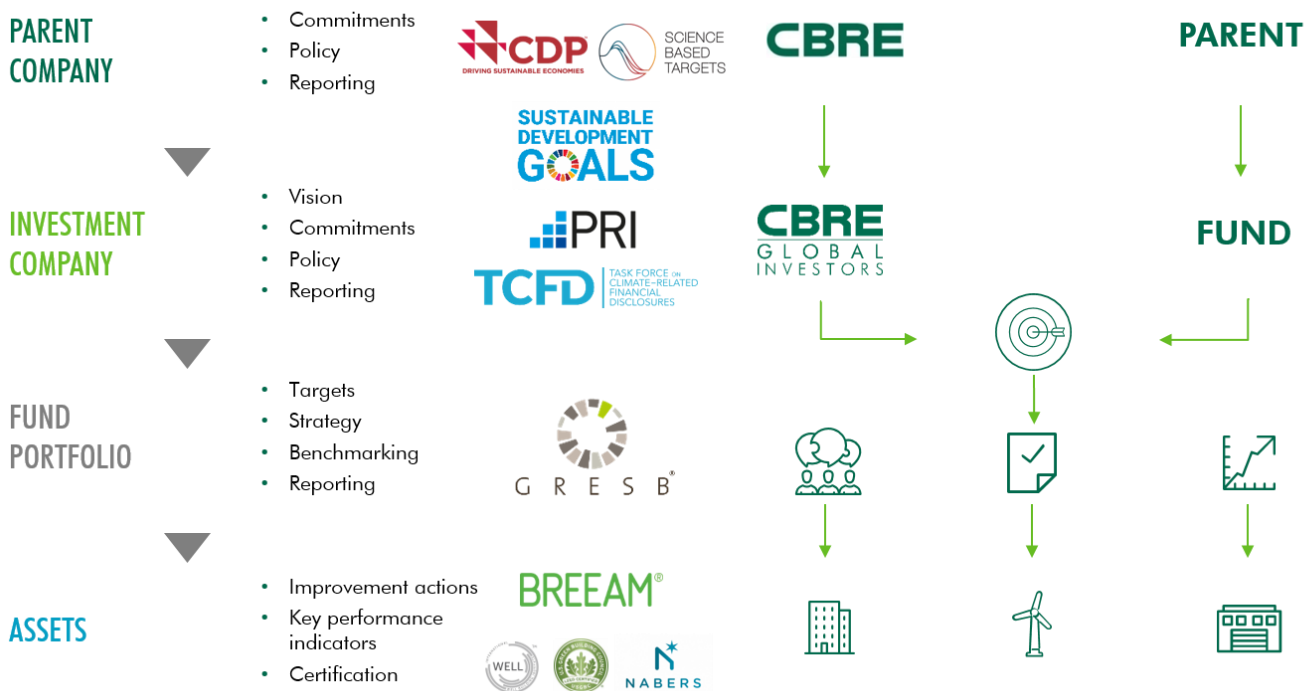 PARENT
COMPANY
• Commitments
• Policy
• Reporting
CDP
DRIVING SUSTAINABLE ECONOMIES
SCIENCE
BASED
TARGETS
CBRE
PARENT
SUSTAINABLE
DEVELOPMENT
GOALS
INVESTMENT
COMPANY
• Vision
• Commitments
• Policy
• Reporting
PRI
TCFD
TASK FORCE ON
CLIMATE-RELATED
FINANCIAL
DISCLOSURES
CBRE
GLOBAL
INVESTORS
FUND
FUND
PORTFOLIO
• Targets
• Strategy
• Benchmarking
• Reporting
GRESB®
ASSETS
• Improvement actions
• Key performance
indicators
• Certification
BREEAM®
WELL
NABERS